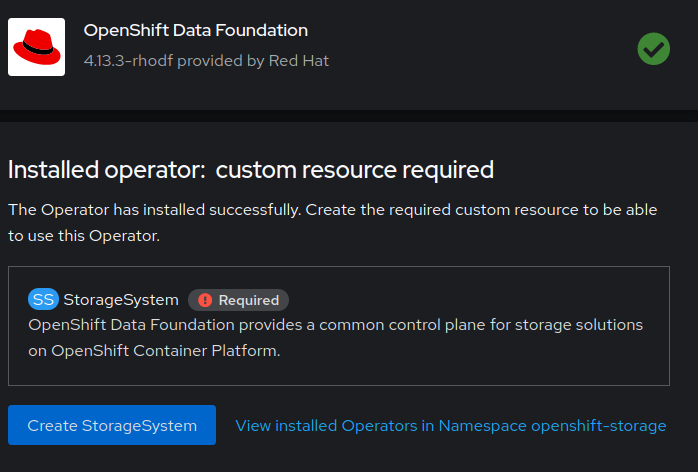 OpenShift Data Foundation
4.13.3-rhodf provided by Red Hat
Installed operator: custom resource required
The Operator has installed successfully. Create the required custom resource to be able
to use this Operator.
SS StorageSystem ! Required
OpenShift Data Foundation provides a common control plane for storage solutions
on OpenShift Container Platform.
Create StorageSystem View installed Operators in Namespace openshift-storage